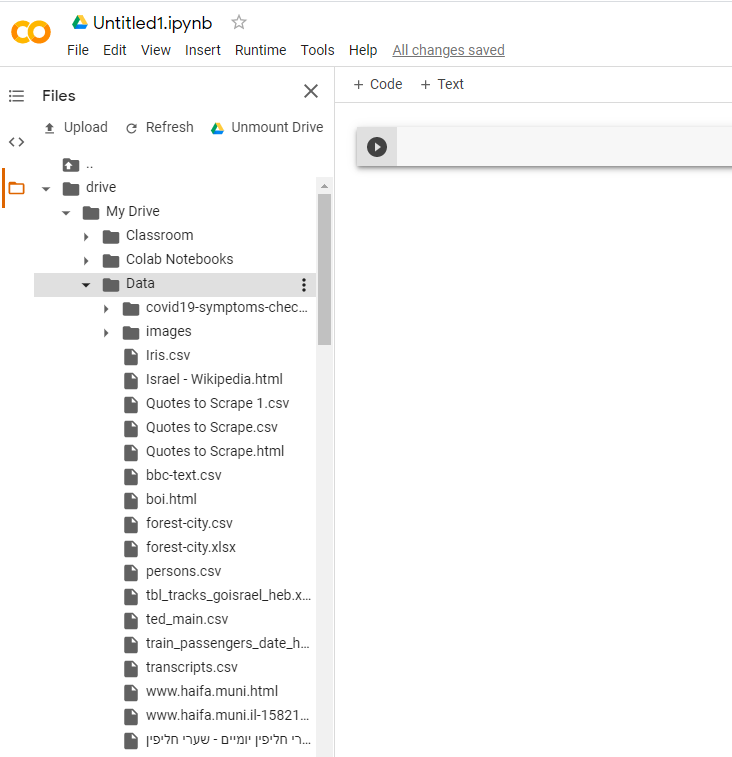 Untitled1.ipynb
File Edit View Insert Runtime Tools Help All changes saved
Files
+ Code + Text
Upload Refresh Unmount Drive
..
drive
My Drive
Classroom
Colab Notebooks
Data
covid19-symptoms-chec...
images
Iris.csv
Israel - Wikipedia.html
Quotes to Scrape 1.csv
Quotes to Scrape.csv
Quotes to Scrape.html
bbc-text.csv
boi.html
forest-city.csv
forest-city.xlsx
persons.csv
tbl_tracks_goisrael_heb.x...
ted_main.csv
train_passengers_date_h...
transcripts.csv
www.haifa.muni.html
www.haifa.muni.il-15821...
רי חליפין יומיים - שערי חליפין...